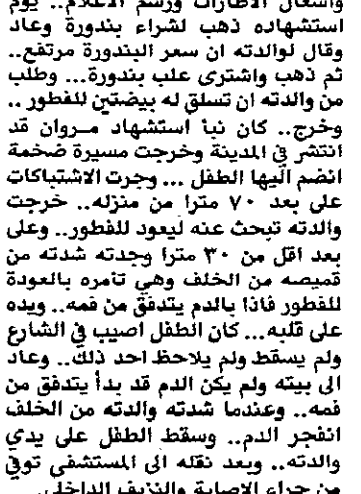 واشعال الاطارات ورسم الاعلام.. يوم
استشهاده ذهب لشراء بندورة وعاد
وقال لوالدته ان سعر البندورة مرتفع..
ثم ذهب واشترى علب بندورة... وطلب
من والدته ان تسلق له بيضتين للفطور ..
وخرج.. كان نبأ استشهاد مـروان قد
انتشر في المدينة وخرجت مسيرة ضخمة
انضم اليها الطفل ... وجرت الاشتباكات
على بعد ٧٠ مترا من منزله.. خرجت
والدته تبحث عنه ليعود للفطور.. وعلى
بعد اقل من ٣٠ مترا وجدته شدته من
قميصه من الخلف وهي تامره بالعودة
للفطور فاذا بالدم يتدفق من فمه.. ويده
على قلبه... كان الطفل اصيب في الشارع
ولم يسقط ولم يلاحظ احد ذلك.. وعاد
الى بيته ولم يكن الدم قد بدأ يتدفق من
فمه.. وعندما شدته والدته من الخلف
انفجر الدم.. وسقط الطفل على يدي
والدته.. وبعد نقله الى المستشفي توفي
من جراء الاصابة والنزيف الداخلي.